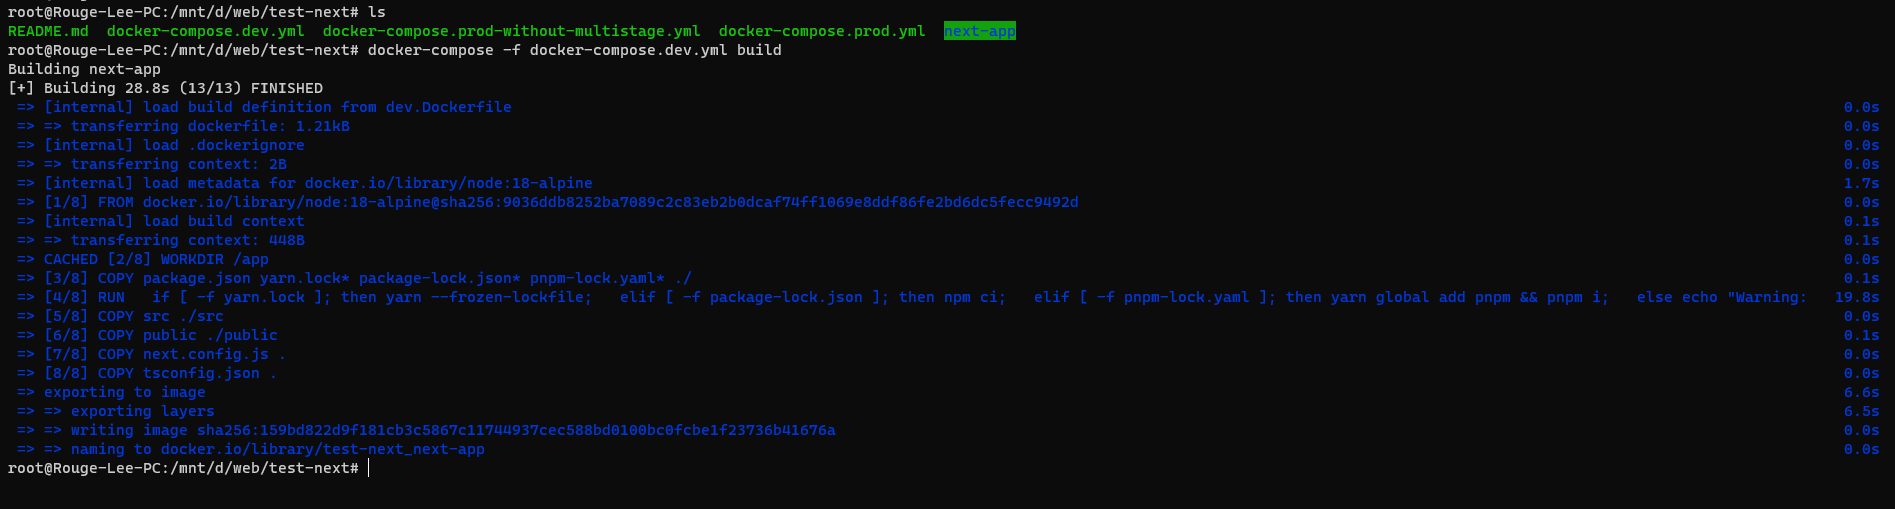 root@Rouge-Lee-PC:/mnt/d/web/test-next# ls
README.md  docker-compose.dev.yml  docker-compose.prod-without-multistage.yml  docker-compose.prod.yml  next-app
root@Rouge-Lee-PC:/mnt/d/web/test-next# docker-compose -f docker-compose.dev.yml build
Building next-app
[+] Building 28.8s (13/13) FINISHED
 => [internal] load build definition from dev.Dockerfile 0.0s
 => => transferring dockerfile: 1.21kB 0.0s
 => [internal] load .dockerignore 0.0s
 => => transferring context: 2B 0.0s
 => [internal] load metadata for docker.io/library/node:18-alpine 1.7s
 => [1/8] FROM docker.io/library/node:18-alpine@sha256:9036ddb8252ba7089c2c83eb2b0dcaf74ff1069e8ddf86fe2bd6dc5fecc9492d 0.0s
 => [internal] load build context 0.1s
 => => transferring context: 448B 0.1s
 => CACHED [2/8] WORKDIR /app 0.0s
 => [3/8] COPY package.json yarn.lock* package-lock.json* pnpm-lock.yaml* ./ 0.1s
 => [4/8] RUN   if [ -f yarn.lock ]; then yarn --frozen-lockfile;   elif [ -f package-lock.json ]; then npm ci;   elif [ -f pnpm-lock.yaml ]; then yarn global add pnpm && pnpm i;   else echo "Warning: 19.8s
 => [5/8] COPY src ./src 0.0s
 => [6/8] COPY public ./public 0.1s
 => [7/8] COPY next.config.js . 0.0s
 => [8/8] COPY tsconfig.json . 0.0s
 => exporting to image 6.6s
 => => exporting layers 6.5s
 => => writing image sha256:159bd822d9f181cb3c5867c11744937cec588bd0100bc0fcbe1f23736b41676a 0.0s
 => => naming to docker.io/library/test-next_next-app 0.0s
root@Rouge-Lee-PC:/mnt/d/web/test-next#